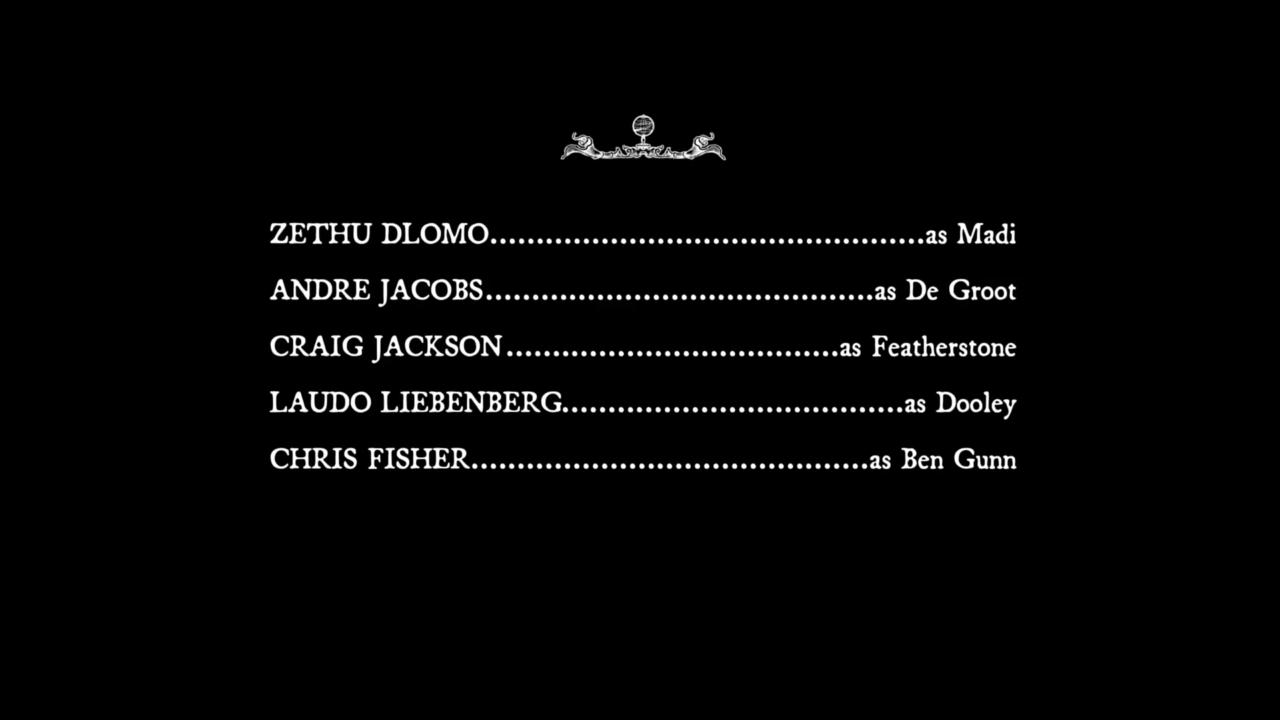 ZETHU DLOMO...............................................as Madi
ANDRE JACOBS..........................................as De Groot
CRAIG JACKSON....................................as Featherstone
LAUDO LIEBENBERG.....................................as Dooley
CHRIS FISHER...........................................as Ben Gunn